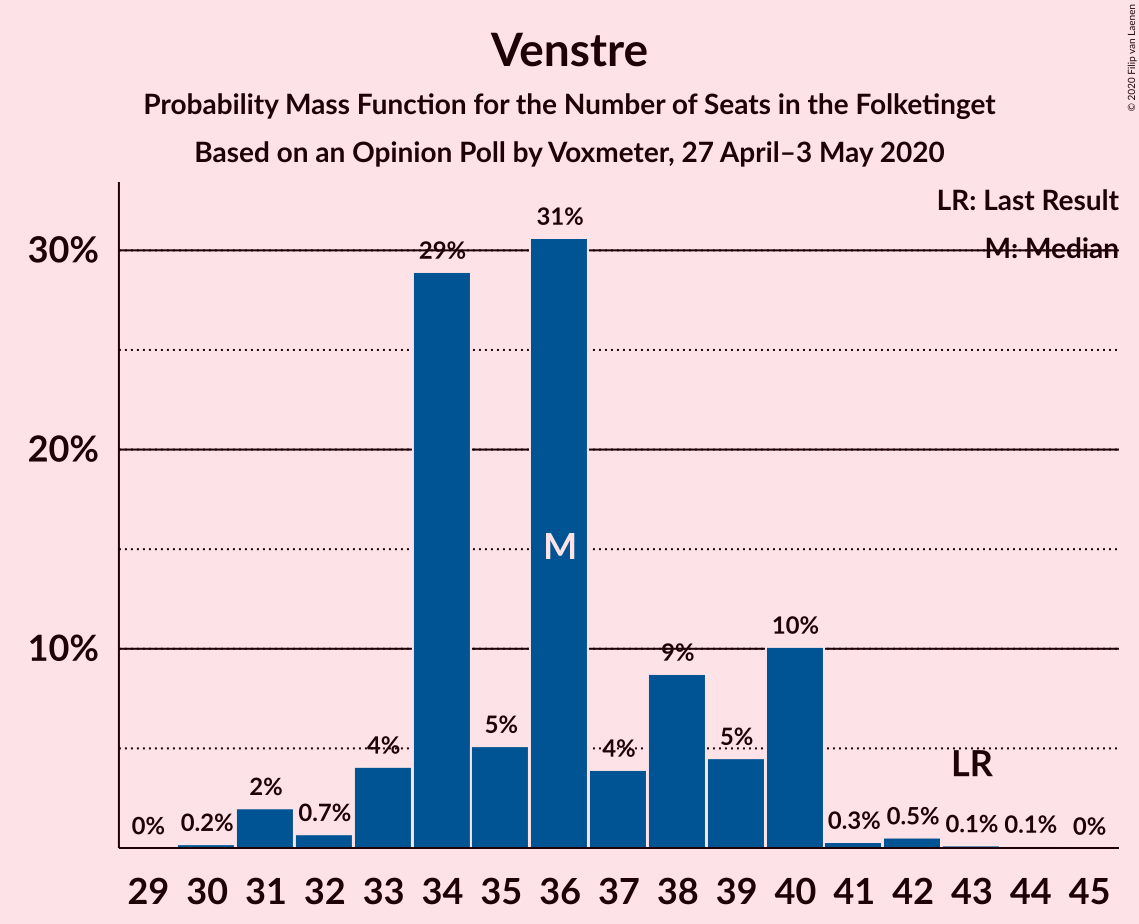 Venstre
Probability Mass Function for the Number of Seats in the Folketinget
Based on an Opinion Poll by Voxmeter, 27 April–3 May 2020
© 2020 Filip van Laenen
LR: Last Result
M: Median
30%
20%
10%
0% 0.2% 2% 0.7% 4% 29% 5% 31% 4% 9% 5% 10% 0.3% 0.5% 0.1% 0.1% 0%
M
LR
29 30 31 32 33 34 35 36 37 38 39 40 41 42 43 44 45